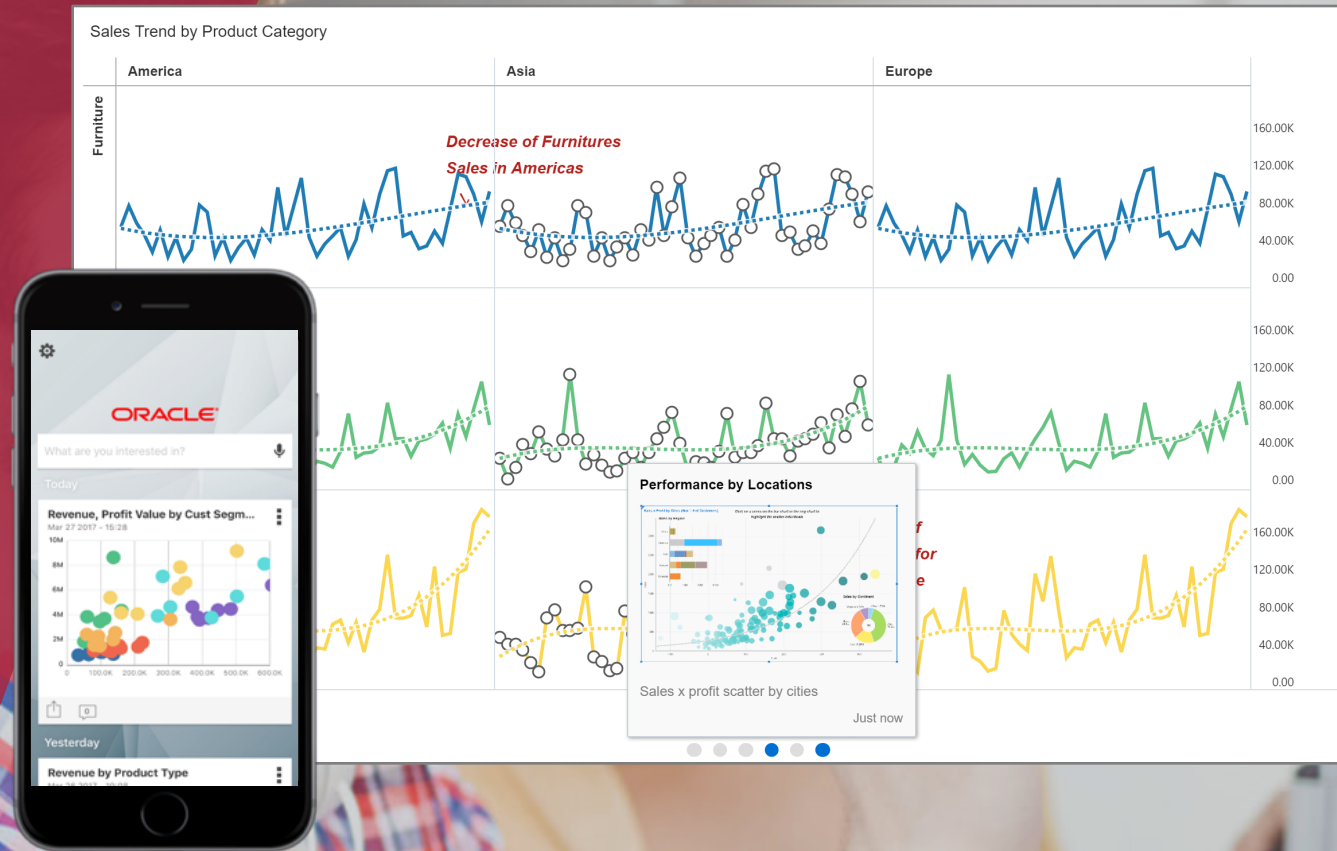 Sales Trend by Product Category
America
Asia
Europe
Furniture
Decrease of Furnitures
Sales in Americas
160.00K
120.00K
80.00K
40.00K
0.00
160.00K
120.00K
80.00K
40.00K
0.00
f
for
e
160.00K
120.00K
80.00K
40.00K
0.00
ORACLE
What are you interested in?
Today
Revenue, Profit Value by Cust Segm...
Mar 27 2017 - 15:28
10M
8M
6M
4M
2M
0
0 100.0K 200.0K 300.0K 400.0K 500.0K 600.0K
0
Yesterday
Revenue by Product Type
Performance by Locations
Sales x profit scatter by cities
Just now